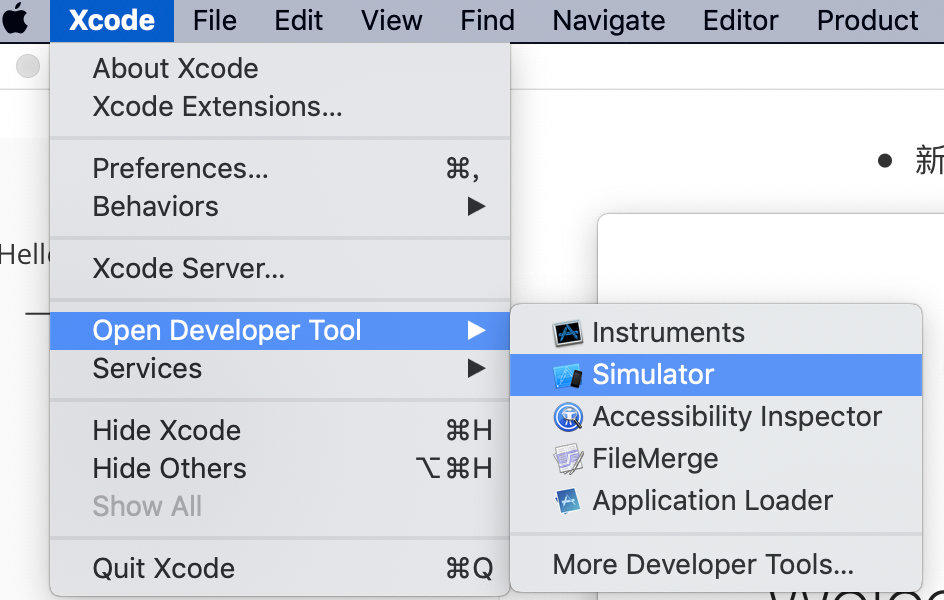 Xcode File Edit View Find Navigate Editor Product
About Xcode
Xcode Extensions...
Preferences... ⌘,
Behaviors ▶
Xcode Server...
Open Developer Tool ▶
Services ▶
Hide Xcode ⌘H
Hide Others ⌥⌘H
Show All
Quit Xcode ⌘Q
Instruments
Simulator
Accessibility Inspector
FileMerge
Application Loader
More Developer Tools...
• 新